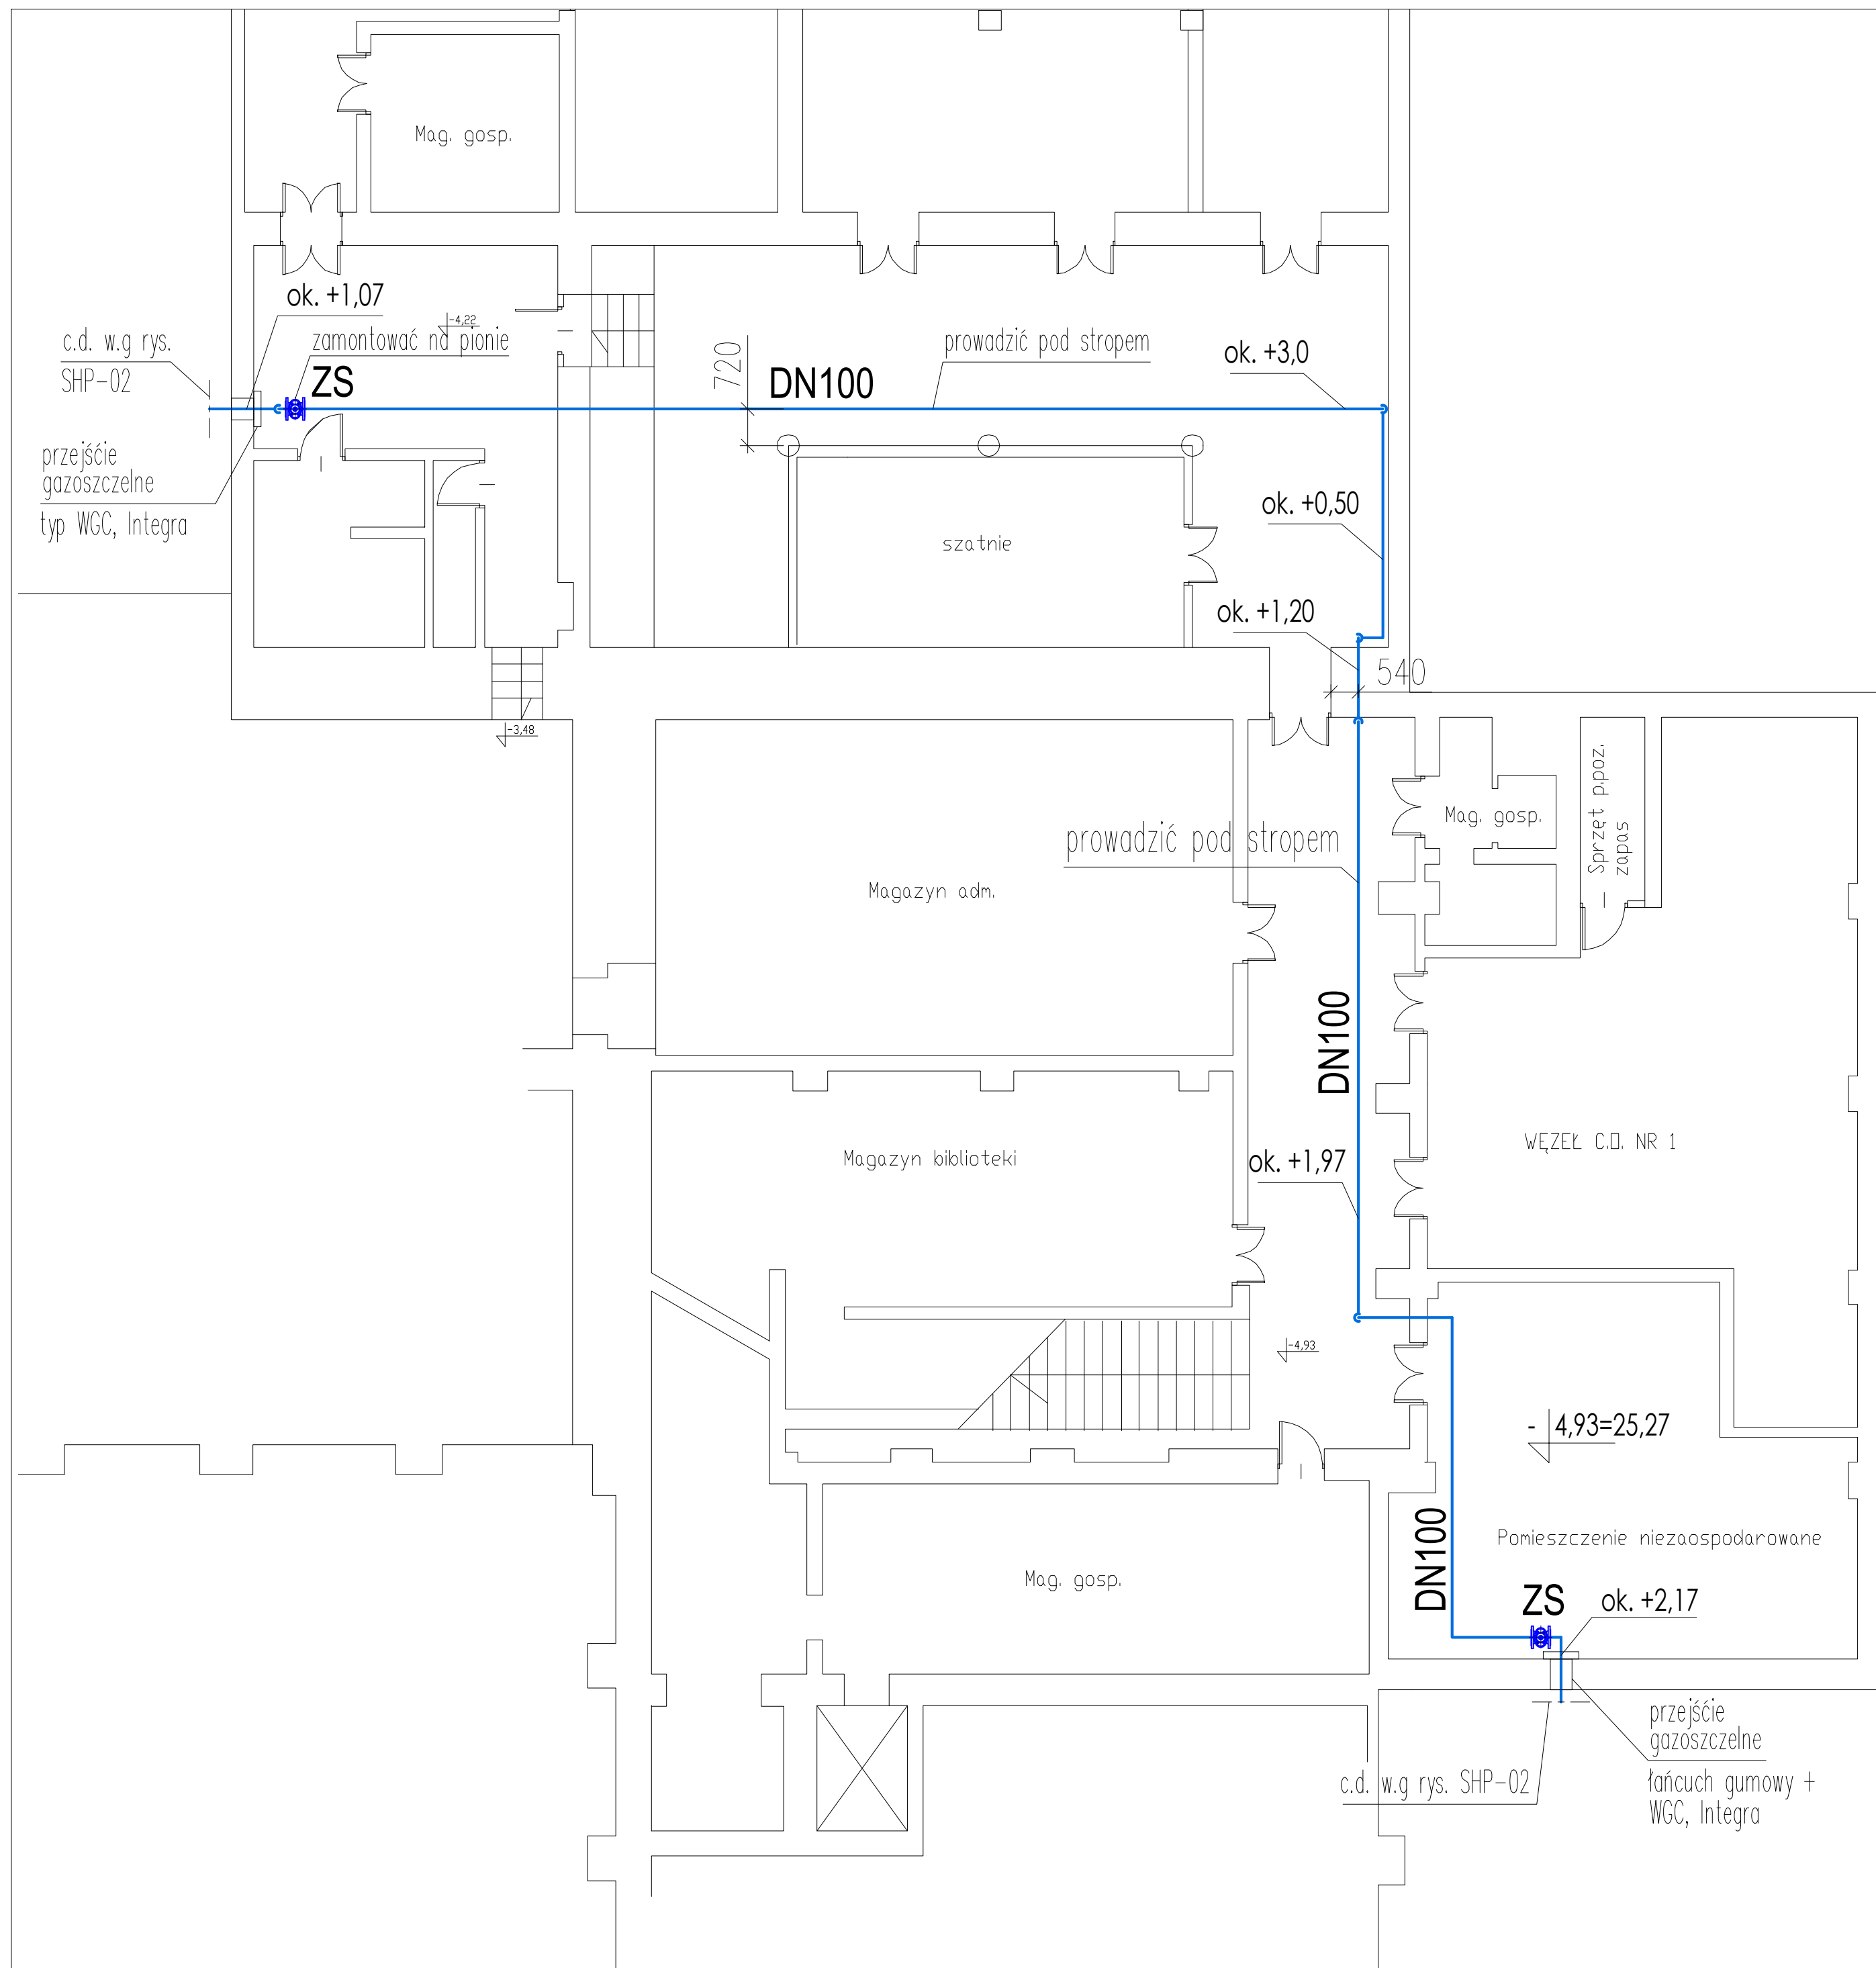 Mag. gosp.
ok. +1,07
-4,22
c.d. w.g rys.
SHP-02
zamontować na pionie
ZS
720
DN100
prowadzić pod stropem
ok. +3,0
przejśćie
gazoszczelne
typ WGC, Integra
ok. +0,50
szatnie
ok. +1,20
540
-3,48
Mag. gosp.
Sprzęt p.poż.
zapas
prowadzić pod stropem
Magazyn adm.
DN100
WĘZEŁ C.O. NR 1
Magazyn biblioteki
ok. +1,97
-4,93
- 4,93=25,27
DN100
Pomieszczenie niezaospodarowane
Mag. gosp.
ZS
ok. +2,17
przejśćie
gazoszczelne
łańcuch gumowy +
WGC, Integra
c.d. w.g rys. SHP-02